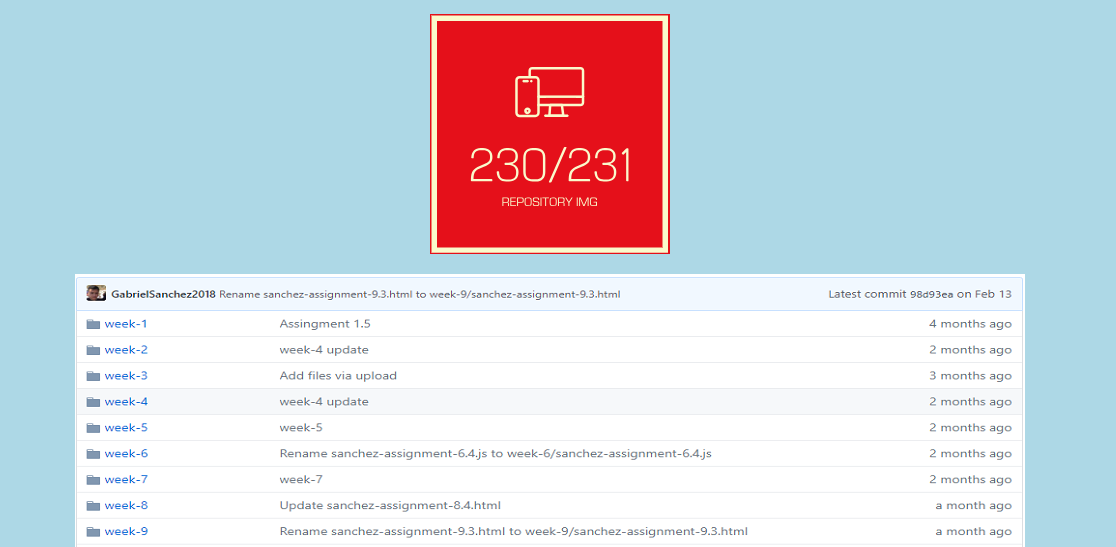 230/231
REPOSITORY IMG
GabrielSanchez2018 Rename sanchez-assignment-9.3.html to week-9/sanchez-assignment-9.3.html Latest commit 98d93ea on Feb 13
week-1 Assingment 1.5 4 months ago
week-2 week-4 update 2 months ago
week-3 Add files via upload 3 months ago
week-4 week-4 update 2 months ago
week-5 week-5 2 months ago
week-6 Rename sanchez-assignment-6.4.js to week-6/sanchez-assignment-6.4.js 2 months ago
week-7 week-7 2 months ago
week-8 Update sanchez-assignment-8.4.html a month ago
week-9 Rename sanchez-assignment-9.3.html to week-9/sanchez-assignment-9.3.html a month ago